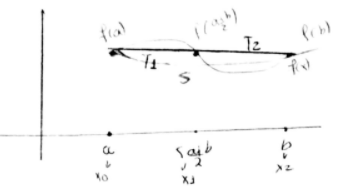 f(a) f(a+b/2) f(b)
T1 T2
S f(x)
a a+b/2 b
x0 x1 x2